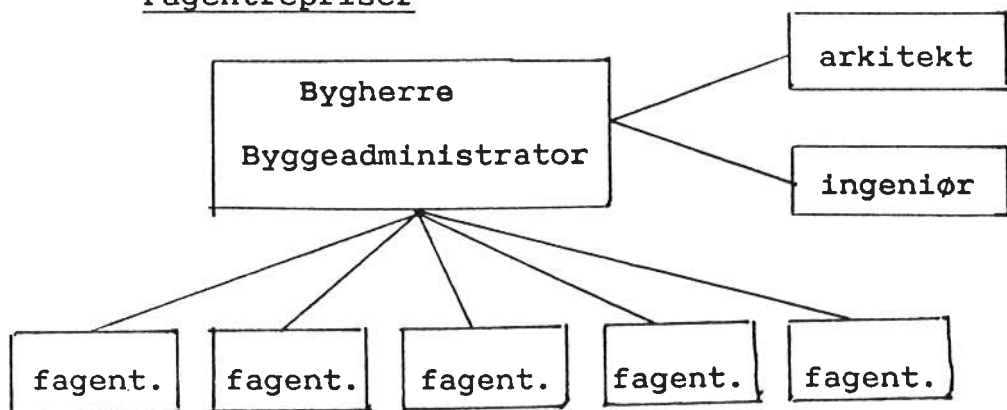 Fagentrepriser
Bygherre
Byggeadministrator
arkitekt
ingeniør
fagent.
fagent.
fagent.
fagent.
fagent.